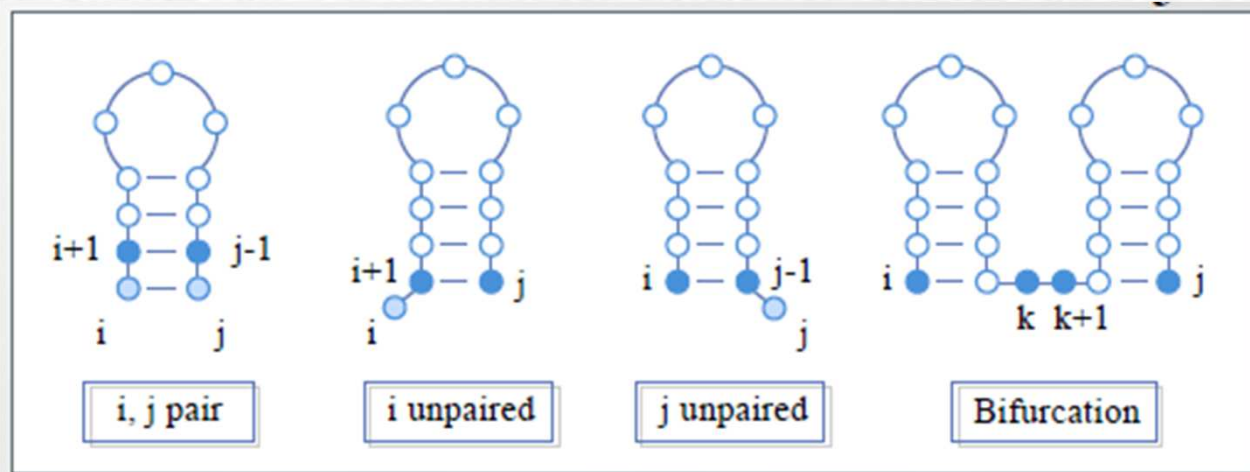 i+1
j-1
i
j
i, j pair
i+1
j
i
i unpaired
i
j-1
j
j unpaired
i
j
k k+1
Bifurcation